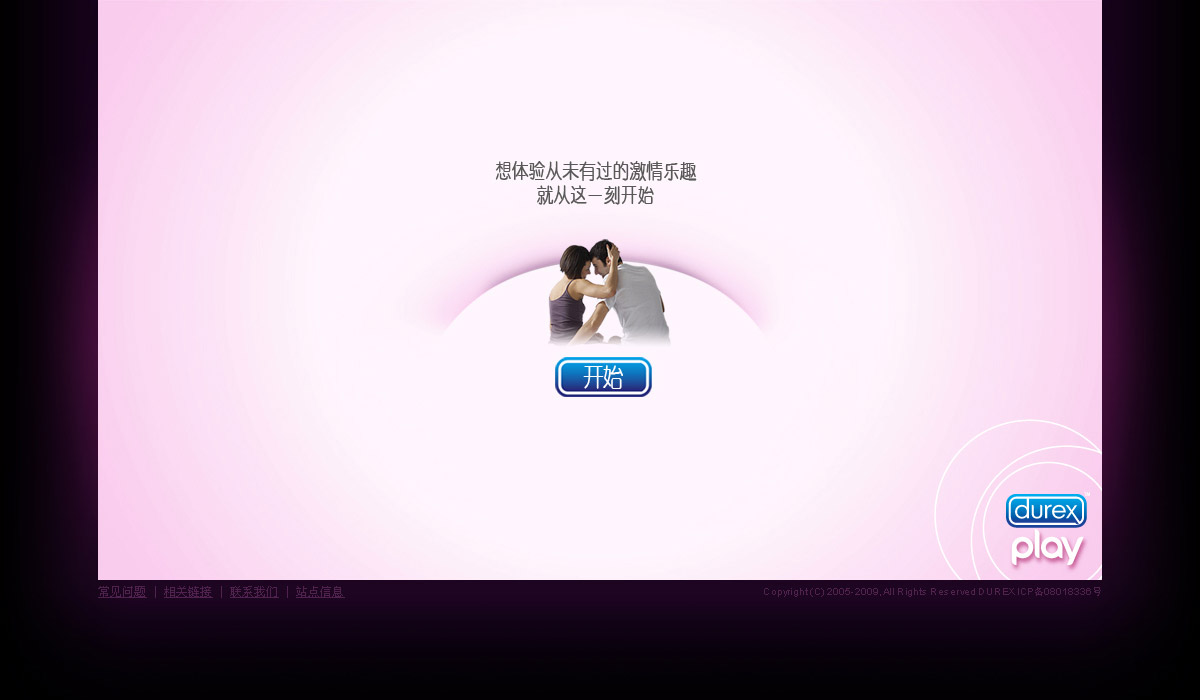 想体验从未有过的激情乐趣
就从这一刻开始
开始
durex
play
常见问题 | 相关链接 | 联系我们 | 站点信息
Copyright (C) 2005-2009, All Rights Reserved DUREX ICP备08018336号